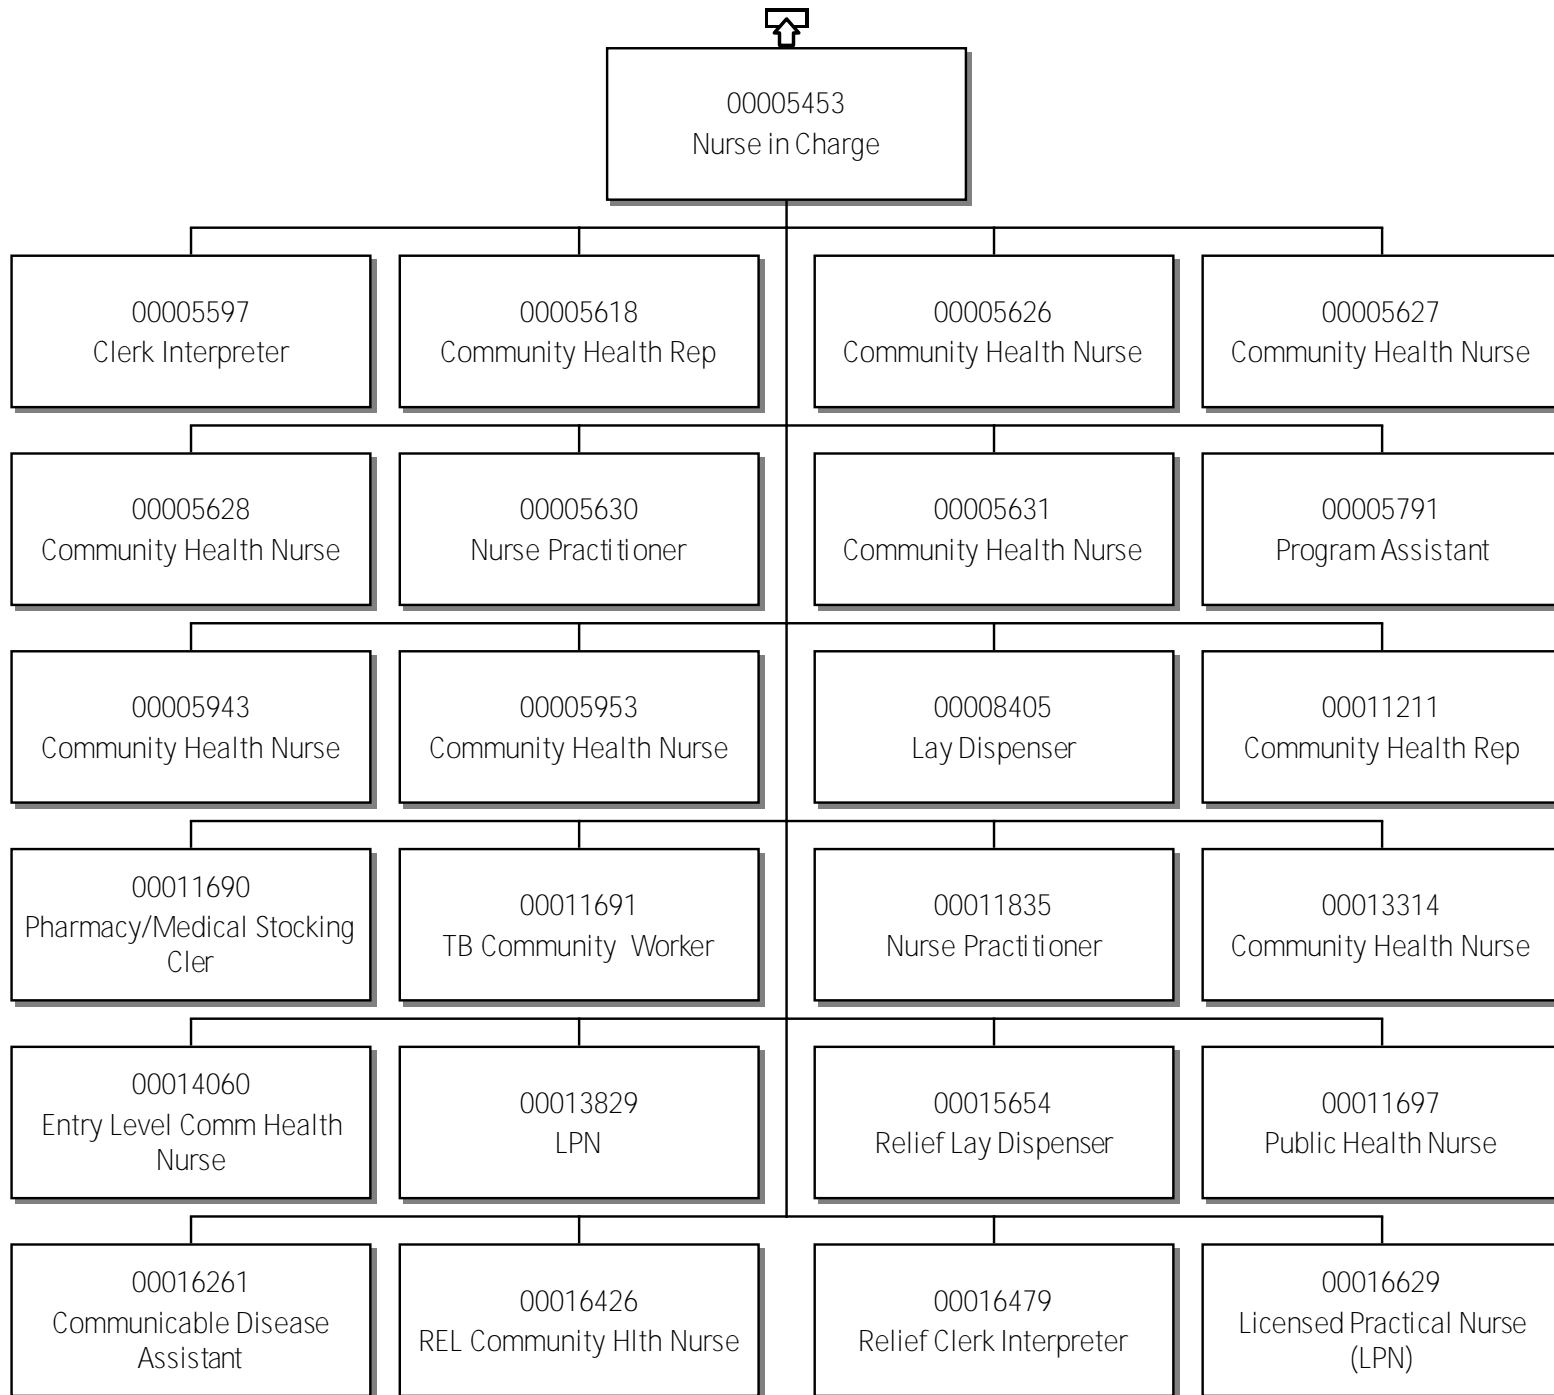 00005453
Nurse in Charge
00005597
Clerk Interpreter
00005618
Community Health Rep
00005626
Community Health Nurse
00005627
Community Health Nurse
00005628
Community Health Nurse
00005630
Nurse Practitioner
00005631
Community Health Nurse
00005791
Program Assistant
00005943
Community Health Nurse
00005953
Community Health Nurse
00008405
Lay Dispenser
00011211
Community Health Rep
00011690
Pharmacy/Medical Stocking
Cler
00011691
TB Community Worker
00011835
Nurse Practitioner
00013314
Community Health Nurse
00014060
Entry Level Comm Health
Nurse
00013829
LPN
00015654
Relief Lay Dispenser
00011697
Public Health Nurse
00016261
Communicable Disease
Assistant
00016426
REL Community Hlth Nurse
00016479
Relief Clerk Interpreter
00016629
Licensed Practical Nurse
(LPN)